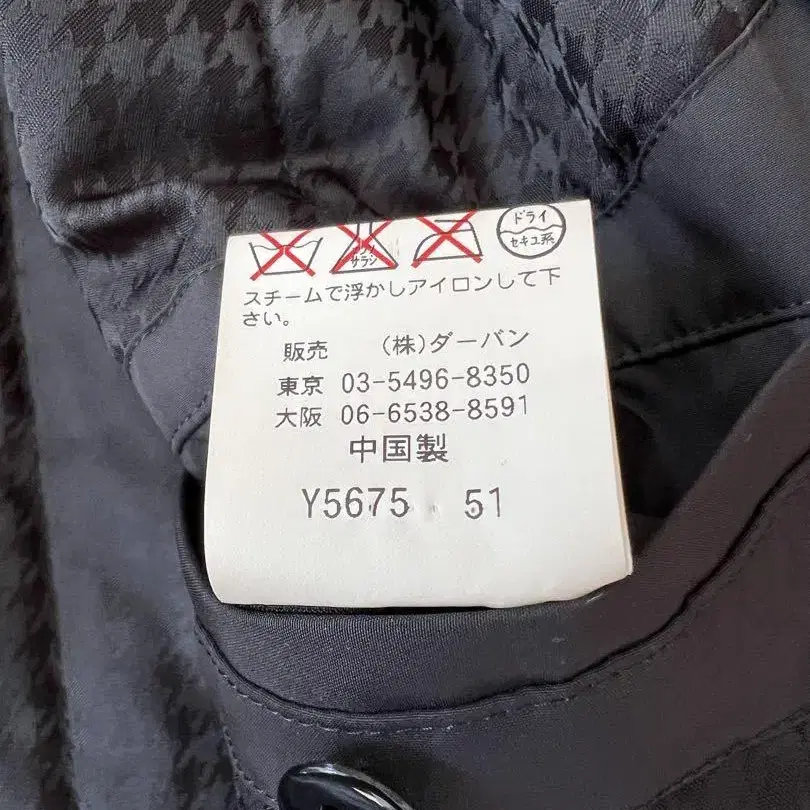 ドライ
セキユ系
サラシ
スチームで浮かしアイロンして下
さい。
販売 (株)ダーバン
東京 03-5496-8350
大阪 06-6538-8591
中国製
Y5675 51